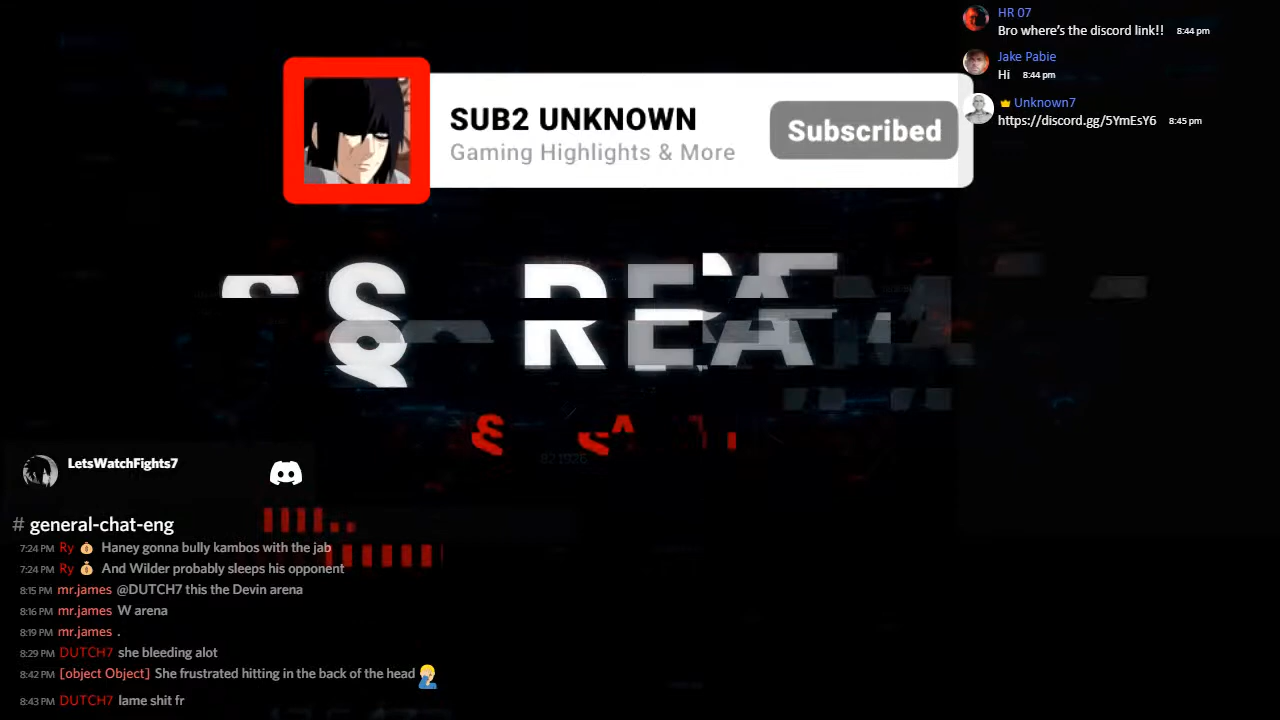 HR 07
Bro where's the discord link!! 8:44 pm
Jake Pabie
Hi 8:44 pm
Unknown7
https://discord.gg/5YmEsY6 8:45 pm
SUB2 UNKNOWN
Gaming Highlights & More
Subscribed
LetsWatchFights7
# general-chat-eng
7:24 PM Ry 💰 Haney gonna bully kambos with the jab
7:24 PM Ry 💰 And Wilder probably sleeps his opponent
8:15 PM mr.james @DUTCH7 this the Devin arena
8:16 PM mr.james W arena
8:19 PM mr.james .
8:29 PM DUTCH7 she bleeding alot
8:42 PM [object Object] She frustrated hitting in the back of the head 🤦
8:43 PM DUTCH7 lame shit fr